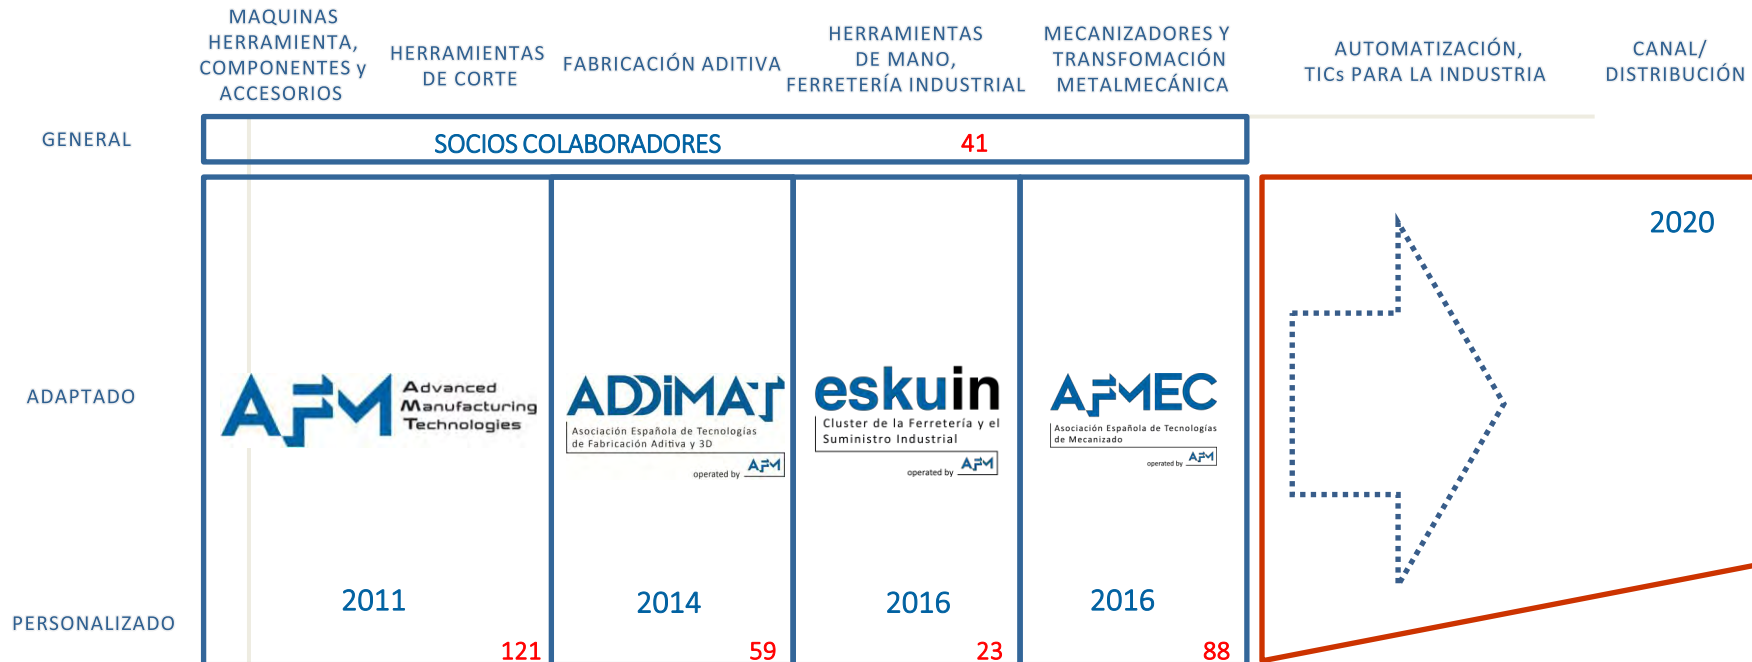 MAQUINAS
HERRAMIENTA,
COMPONENTES y
ACCESORIOS
HERRAMIENTAS
DE CORTE
FABRICACIÓN ADITIVA
HERRAMIENTAS
DE MANO,
FERRETERÍA INDUSTRIAL
MECANIZADORES Y
TRANSFOMACIÓN
METALMECÁNICA
AUTOMATIZACIÓN,
TICs PARA LA INDUSTRIA
CANAL/
DISTRIBUCIÓN
GENERAL
SOCIOS COLABORADORES 41
2020
ADAPTADO
AFM
Advanced
Manufacturing
Technologies
ADDiMAT
Asociación Española de Tecnologías
de Fabricación Aditiva y 3D
operated by AFM
eskuin
Cluster de la Ferretería y el
Suministro Industrial
operated by AFM
AFMEC
Asociación Española de Tecnologías
de Mecanizado
operated by AFM
PERSONALIZADO
2011
121
2014
59
2016
23
2016
88